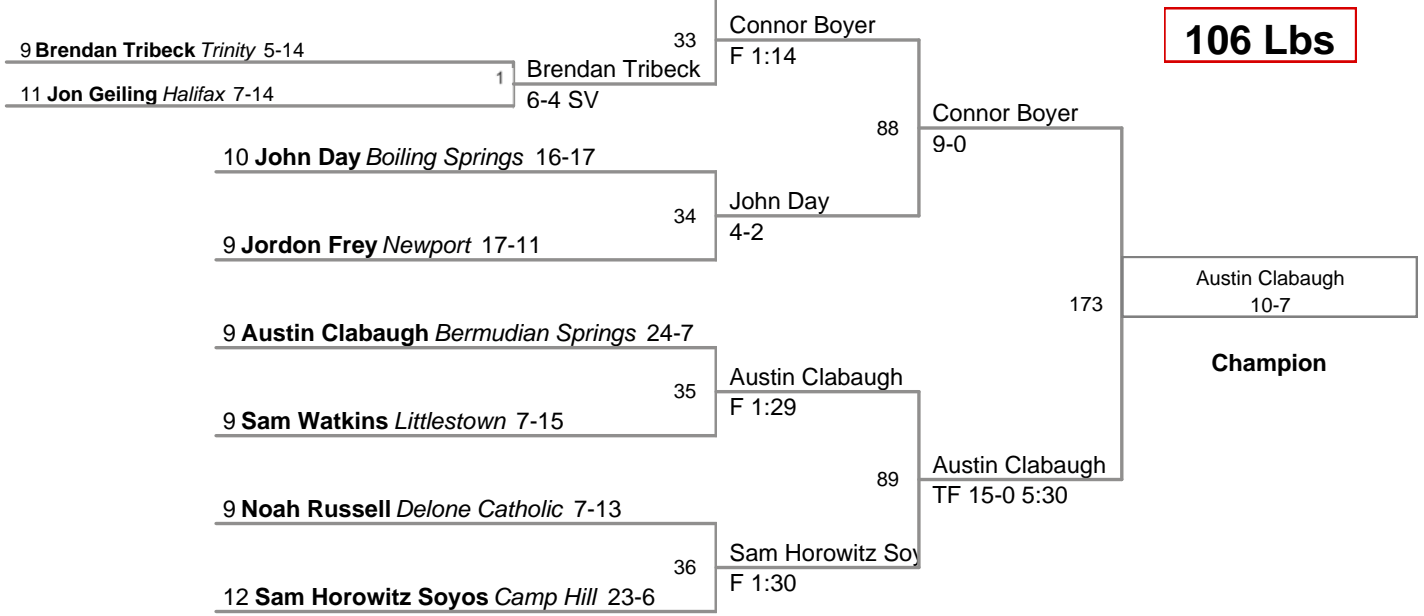 106 Lbs
Connor Boyer
33
F 1:14
9 Brendan Tribeck Trinity 5-14
1
Brendan Tribeck
6-4 SV
11 Jon Geiling Halifax 7-14
88
Connor Boyer
9-0
10 John Day Boiling Springs 16-17
34
John Day
4-2
9 Jordon Frey Newport 17-11
173
Austin Clabaugh
10-7
Champion
9 Austin Clabaugh Bermudian Springs 24-7
35
Austin Clabaugh
F 1:29
9 Sam Watkins Littlestown 7-15
89
Austin Clabaugh
TF 15-0 5:30
9 Noah Russell Delone Catholic 7-13
36
Sam Horowitz Soy
F 1:30
12 Sam Horowitz Soyos Camp Hill 23-6